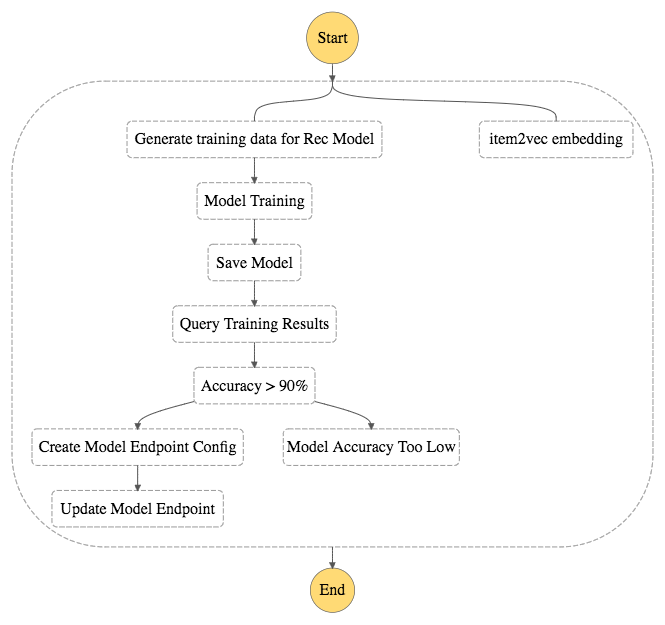 Start
Generate training data for Rec Model
item2vec embedding
Model Training
Save Model
Query Training Results
Accuracy > 90%
Create Model Endpoint Config
Model Accuracy Too Low
Update Model Endpoint
End